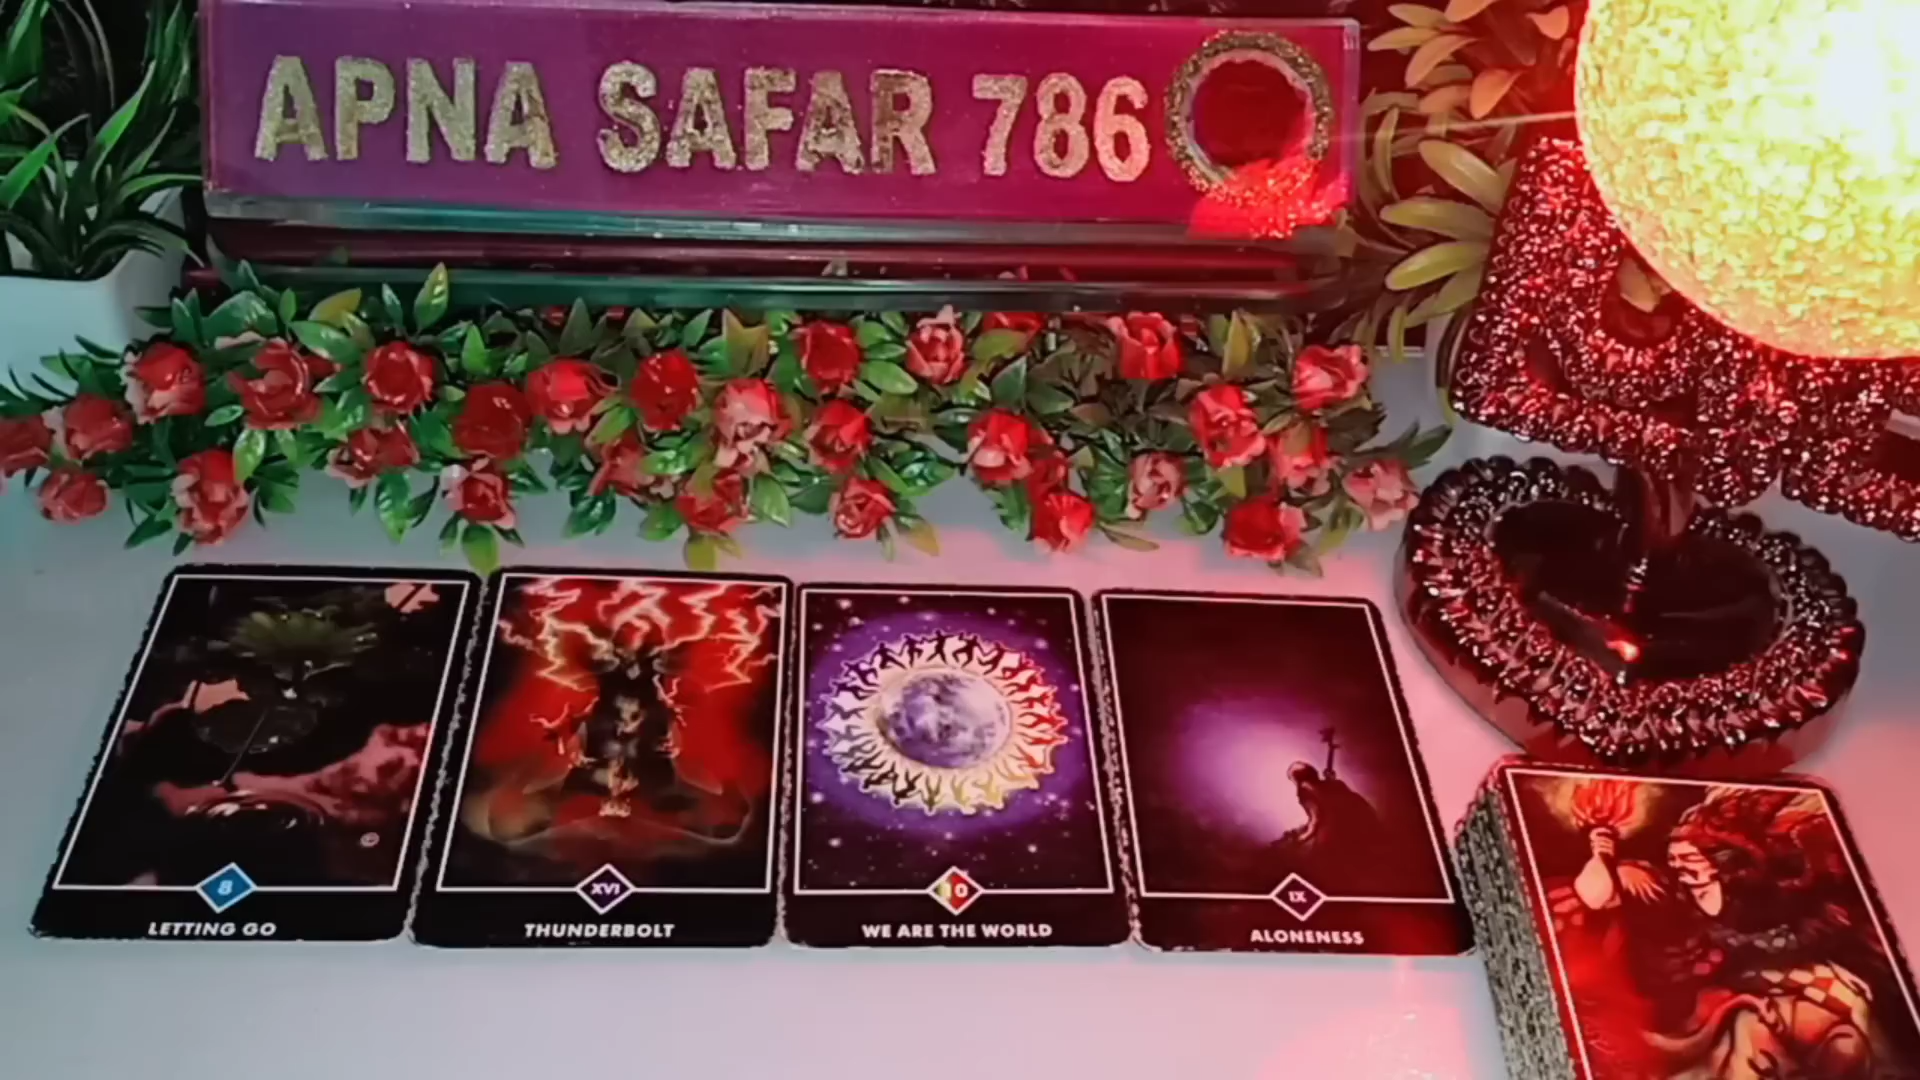 APNA SAFAR 786
8
LETTING GO
XVI
THUNDERBOLT
10
WE ARE THE WORLD
IX
ALONENESS